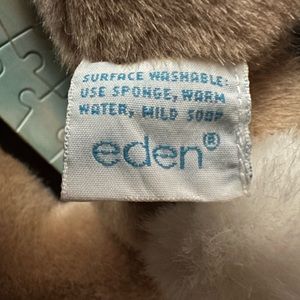 SURFACE WASHABLE:
USE SPONGE, WARM
WATER, MILD SOAP
eden®